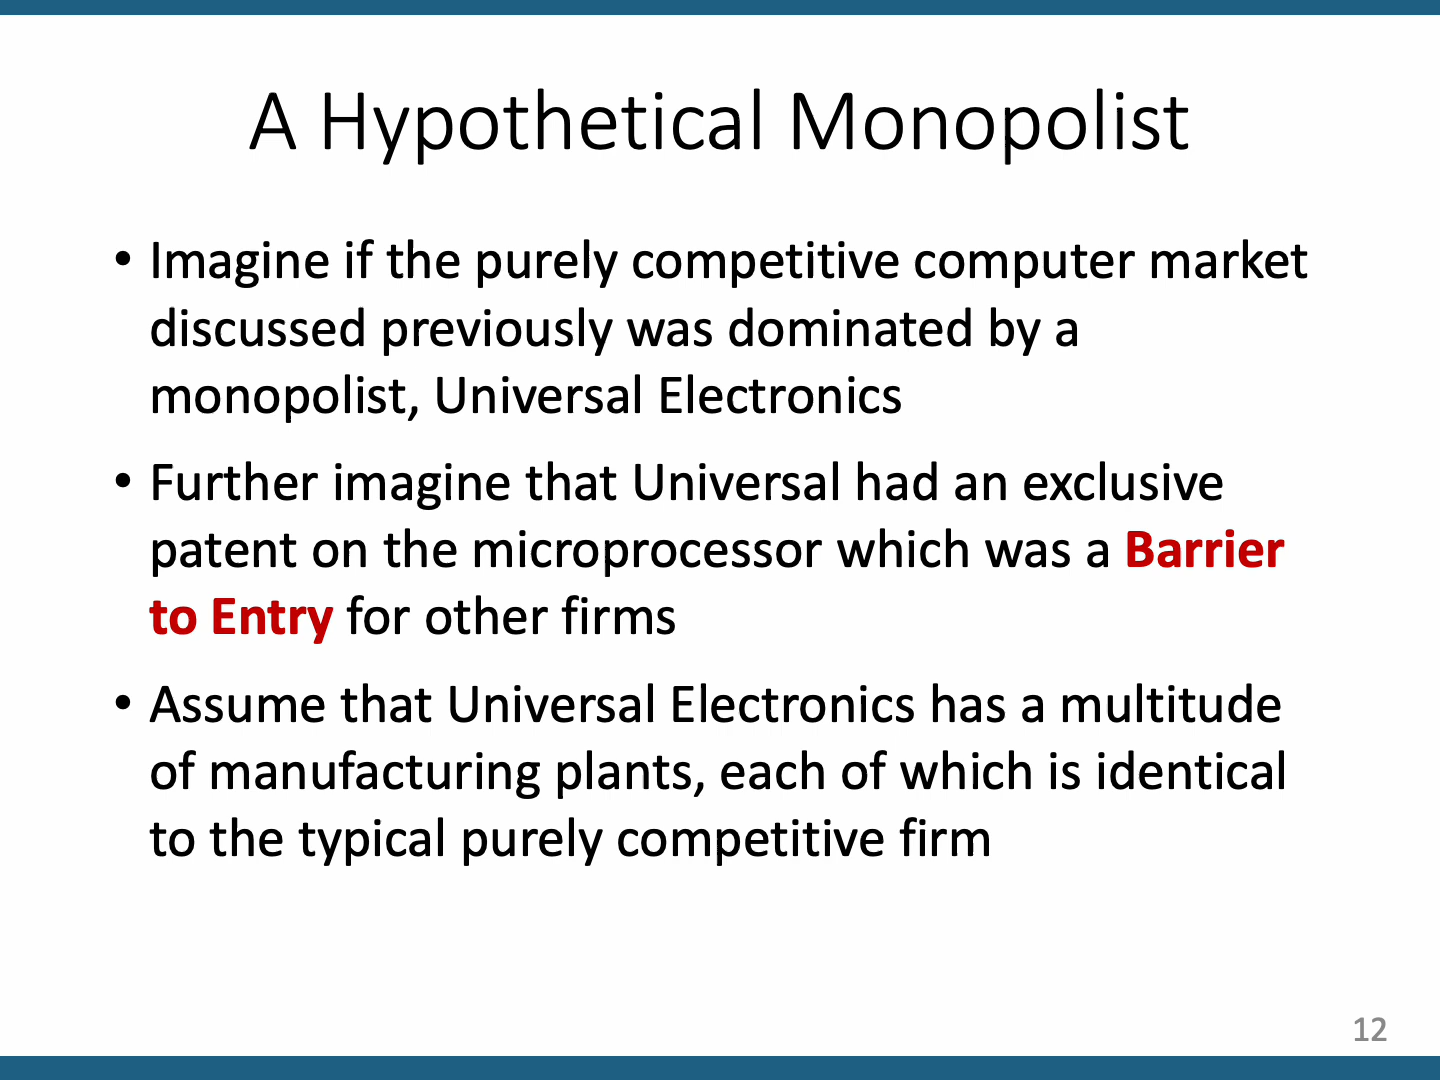 A Hypothetical Monopolist
• Imagine if the purely competitive computer market
discussed previously was dominated by a
monopolist, Universal Electronics
• Further imagine that Universal had an exclusive
patent on the microprocessor which was a Barrier
to Entry for other firms
• Assume that Universal Electronics has a multitude
of manufacturing plants, each of which is identical
to the typical purely competitive firm
12